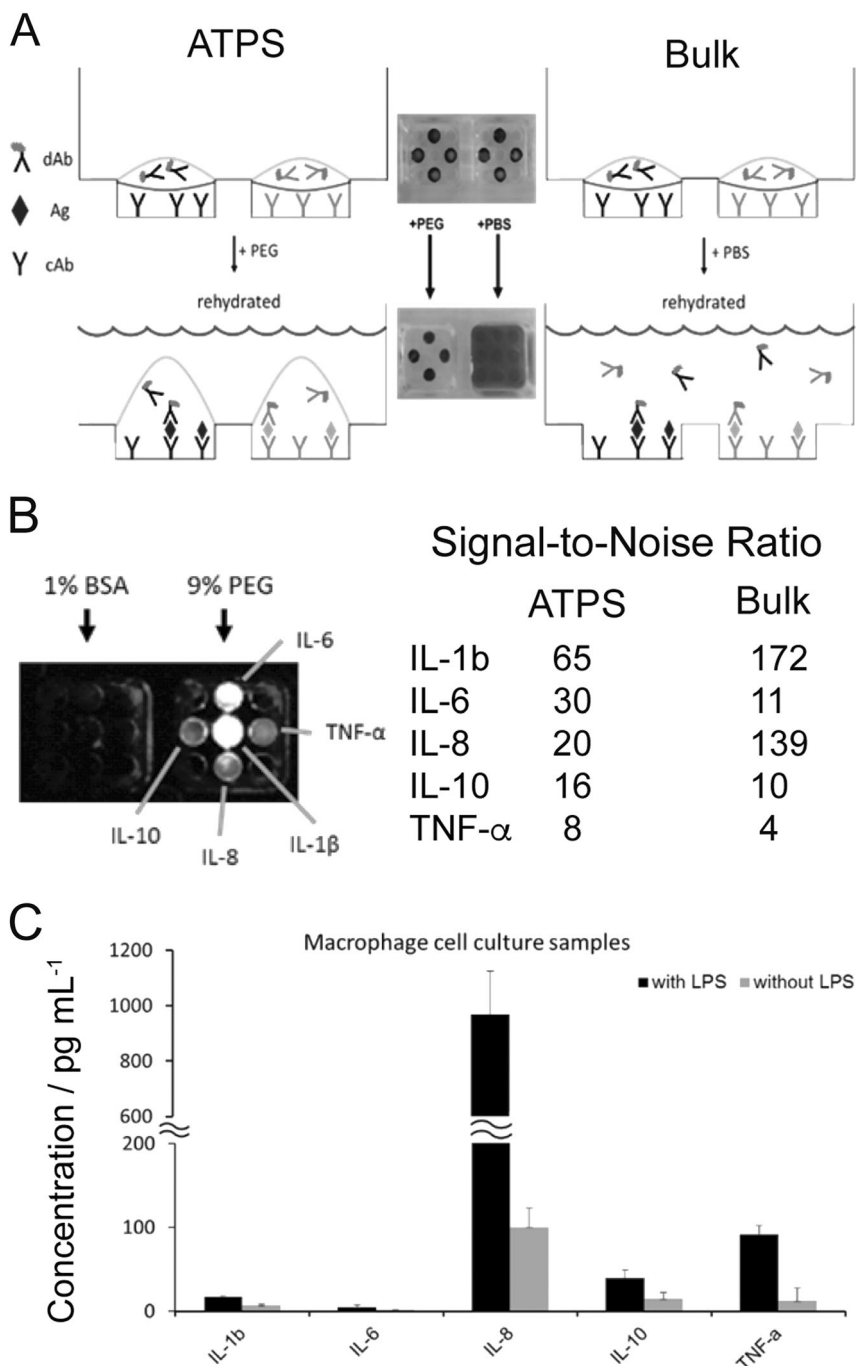 A
ATPS
Bulk
dAb
Ag
cAb
+ PEG
+PEG
+PBS
+ PBS
rehydrated
rehydrated
B
1% BSA
9% PEG
IL-6
TNF-α
IL-10
IL-8
IL-1β
Signal-to-Noise Ratio
ATPS Bulk
IL-1b 65 172
IL-6 30 11
IL-8 20 139
IL-10 16 10
TNF-α 8 4
C
Macrophage cell culture samples
with LPS without LPS
Concentration / pg mL⁻¹
1200
1000
800
600
200
100
0
IL-1b
IL-6
IL-8
IL-10
TNF-a